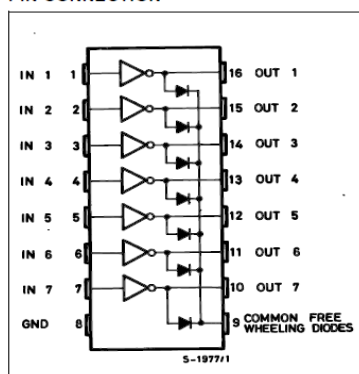 IN 1 1 16 OUT 1
IN 2 2 15 OUT 2
IN 3 3 14 OUT 3
IN 4 4 13 OUT 4
IN 5 5 12 OUT 5
IN 6 6 11 OUT 6
IN 7 7 10 OUT 7
GND 8 9 COMMON FREE
WHEELING DIODES
S-1977/1